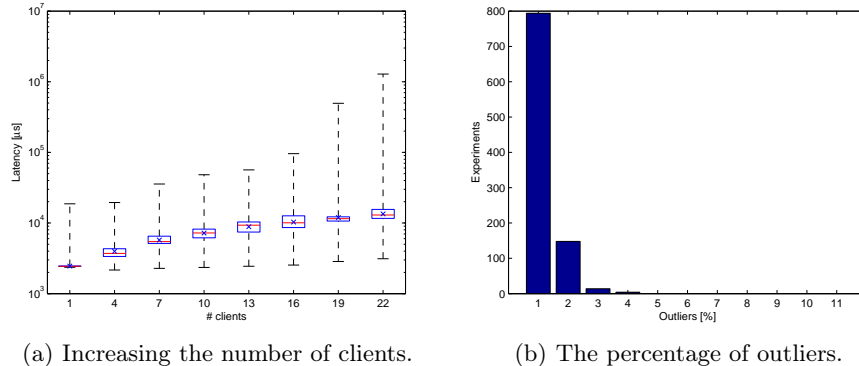 10^7
10^6
10^5
10^4
10^3
Latency [µs]
1 4 7 10 13 16 19 22
# clients
(a) Increasing the number of clients.
800
700
600
500
400
300
200
100
0
Experiments
1 2 3 4 5 6 7 8 9 10 11
Outliers [%]
(b) The percentage of outliers.